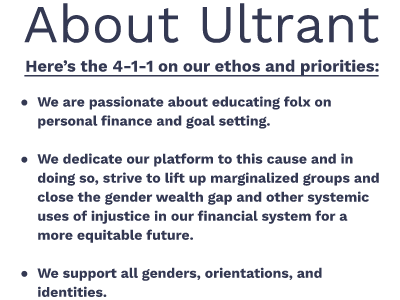 About Ultrant
Here's the 4-1-1 on our ethos and priorities:
• We are passionate about educating folx on
personal finance and goal setting.
• We dedicate our platform to this cause and in
doing so, strive to lift up marginalized groups and
close the gender wealth gap and other systemic
uses of injustice in our financial system for a
more equitable future.
• We support all genders, orientations, and
identities.